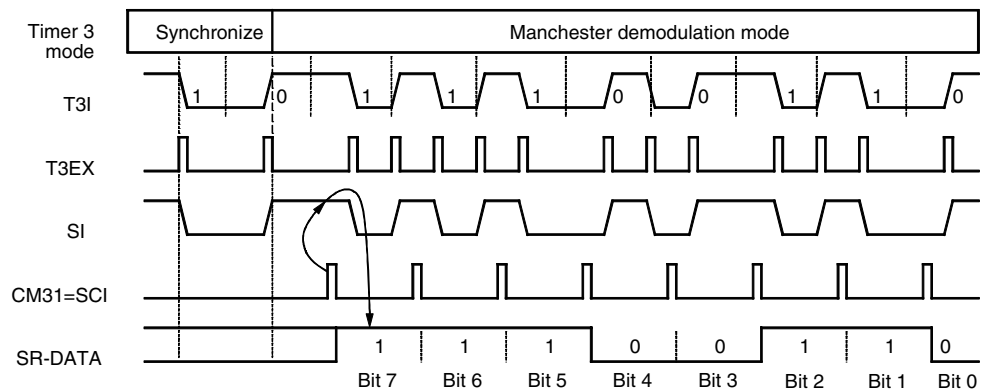 Timer 3 mode Synchronize Manchester demodulation mode
T3I 1 0 1 1 1 0 0 1 1 0
T3EX
SI
CM31=SCI
SR-DATA 1 1 1 0 0 1 1 0
Bit 7 Bit 6 Bit 5 Bit 4 Bit 3 Bit 2 Bit 1 Bit 0